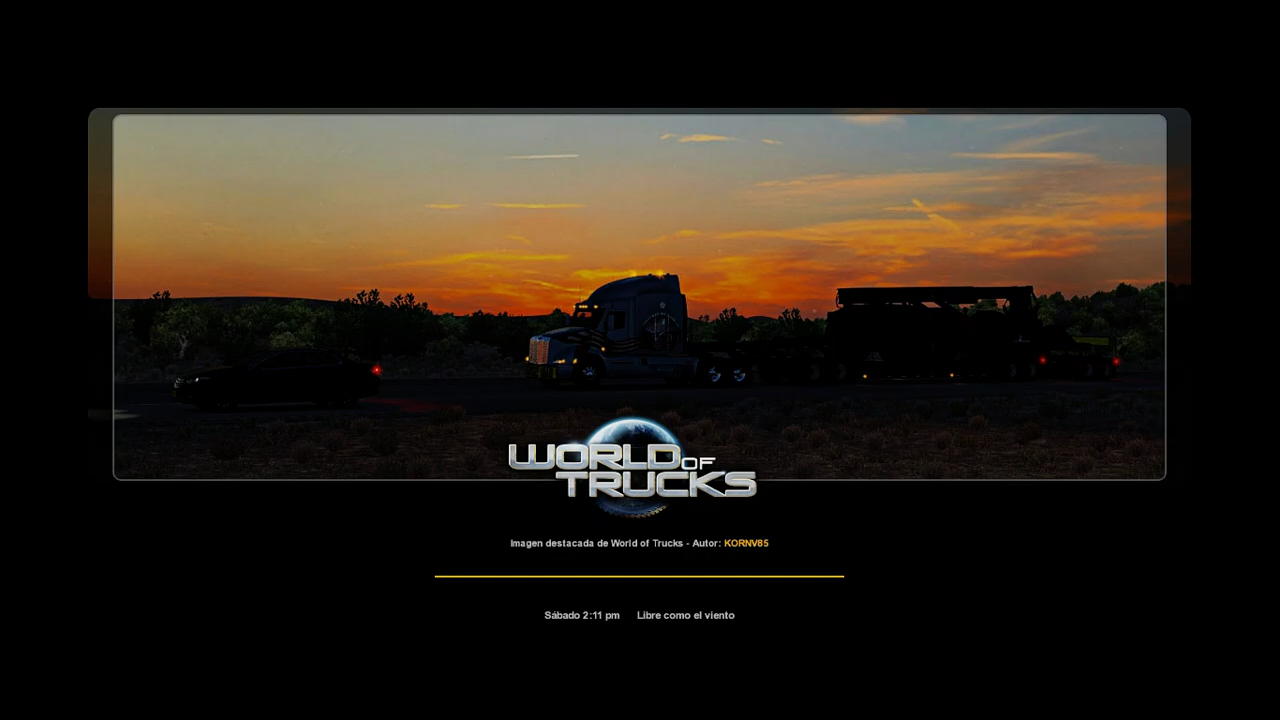 WORLD OF
TRUCKS
Imagen destacada de World of Trucks - Autor: KORNV85
Sábado 2:11 pm Libre como el viento